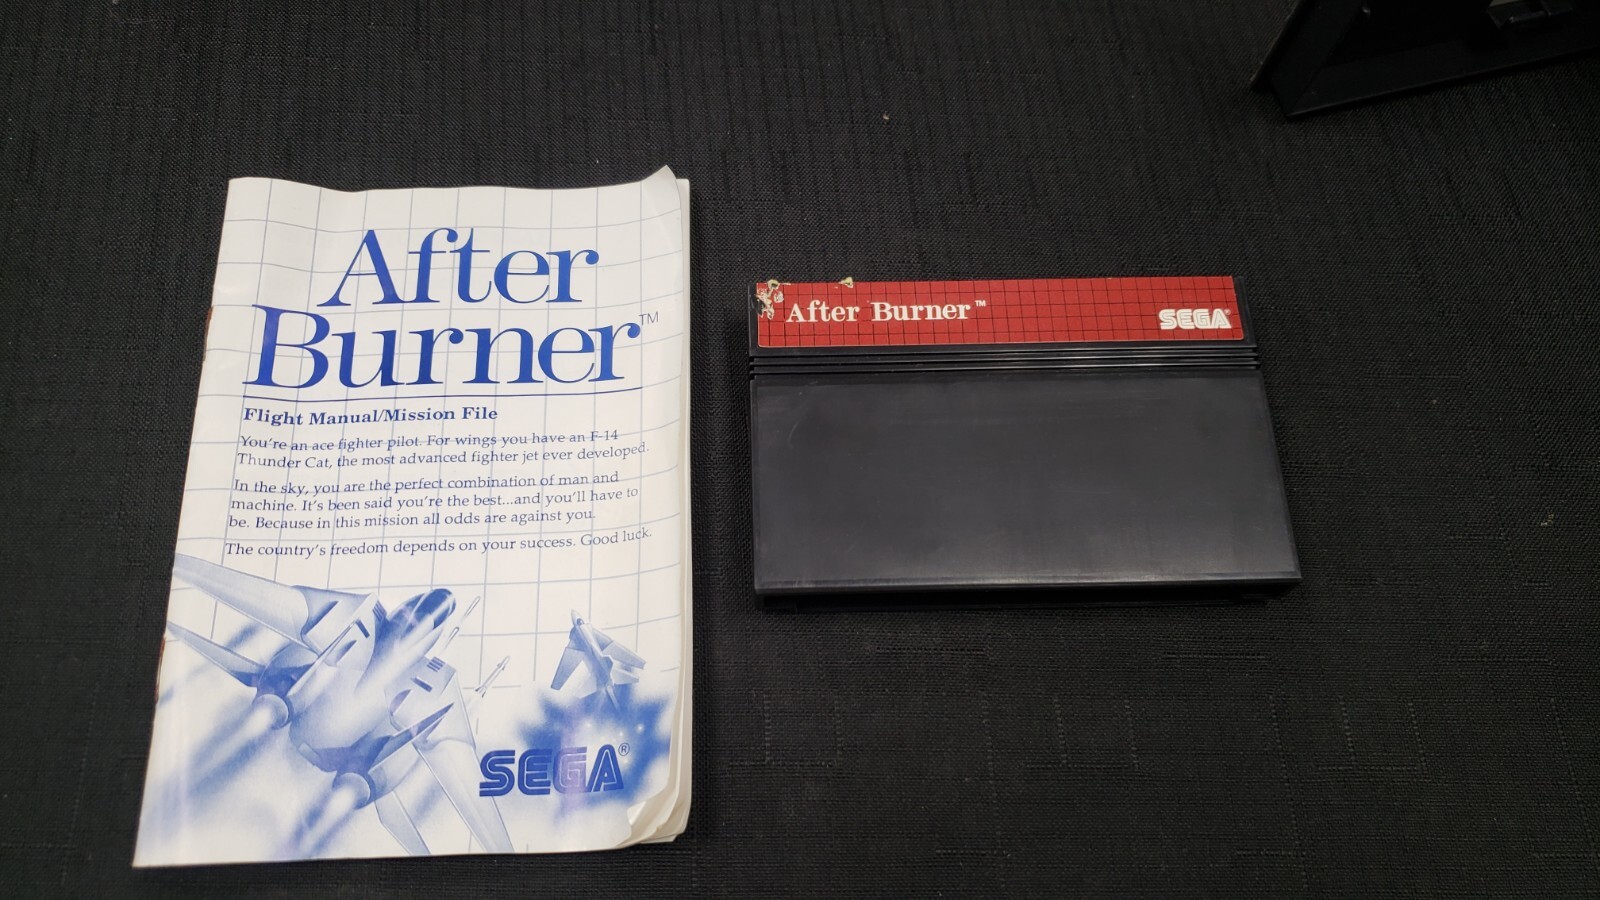 After
Burner™
Flight Manual/Mission File
You're an ace fighter pilot. For wings you have an F-14
Thunder Cat, the most advanced fighter jet ever developed.
In the sky, you are the perfect combination of man and
machine. It's been said you're the best...and you'll have to
be. Because in this mission all odds are against you.
The country's freedom depends on your success. Good luck.
SEGA®
After Burner™
SEGA®